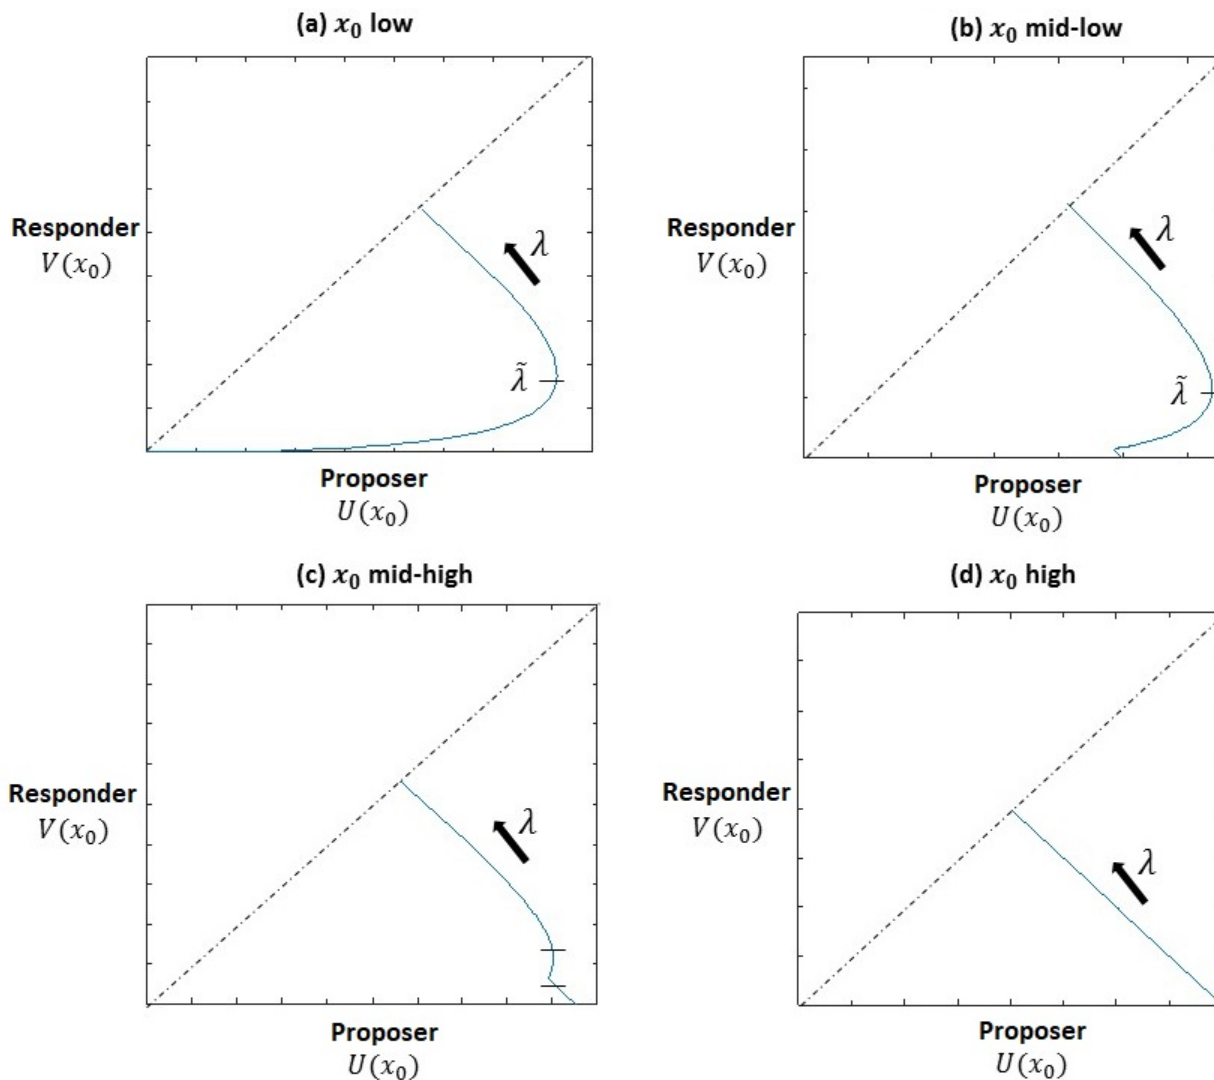 (a) x₀ low
Responder
V(x₀)
λ
λ̃
Proposer
U(x₀)
(b) x₀ mid-low
Responder
V(x₀)
λ
λ̃
Proposer
U(x₀)
(c) x₀ mid-high
Responder
V(x₀)
λ
Proposer
U(x₀)
(d) x₀ high
Responder
V(x₀)
λ
Proposer
U(x₀)